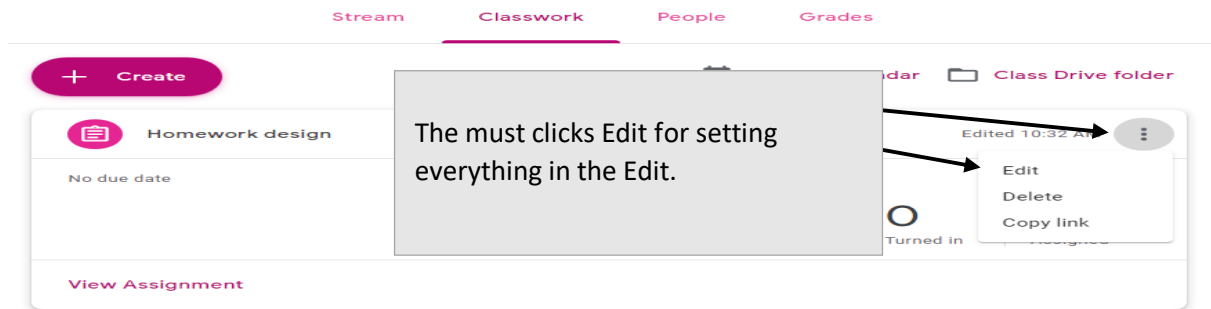 Stream Classwork People Grades
+ Create
Class Drive folder
Homework design
Edited 10:32
The must clicks Edit for setting
everything in the Edit.
No due date
Edit
Delete
Copy link
0
Turned in
View Assignment